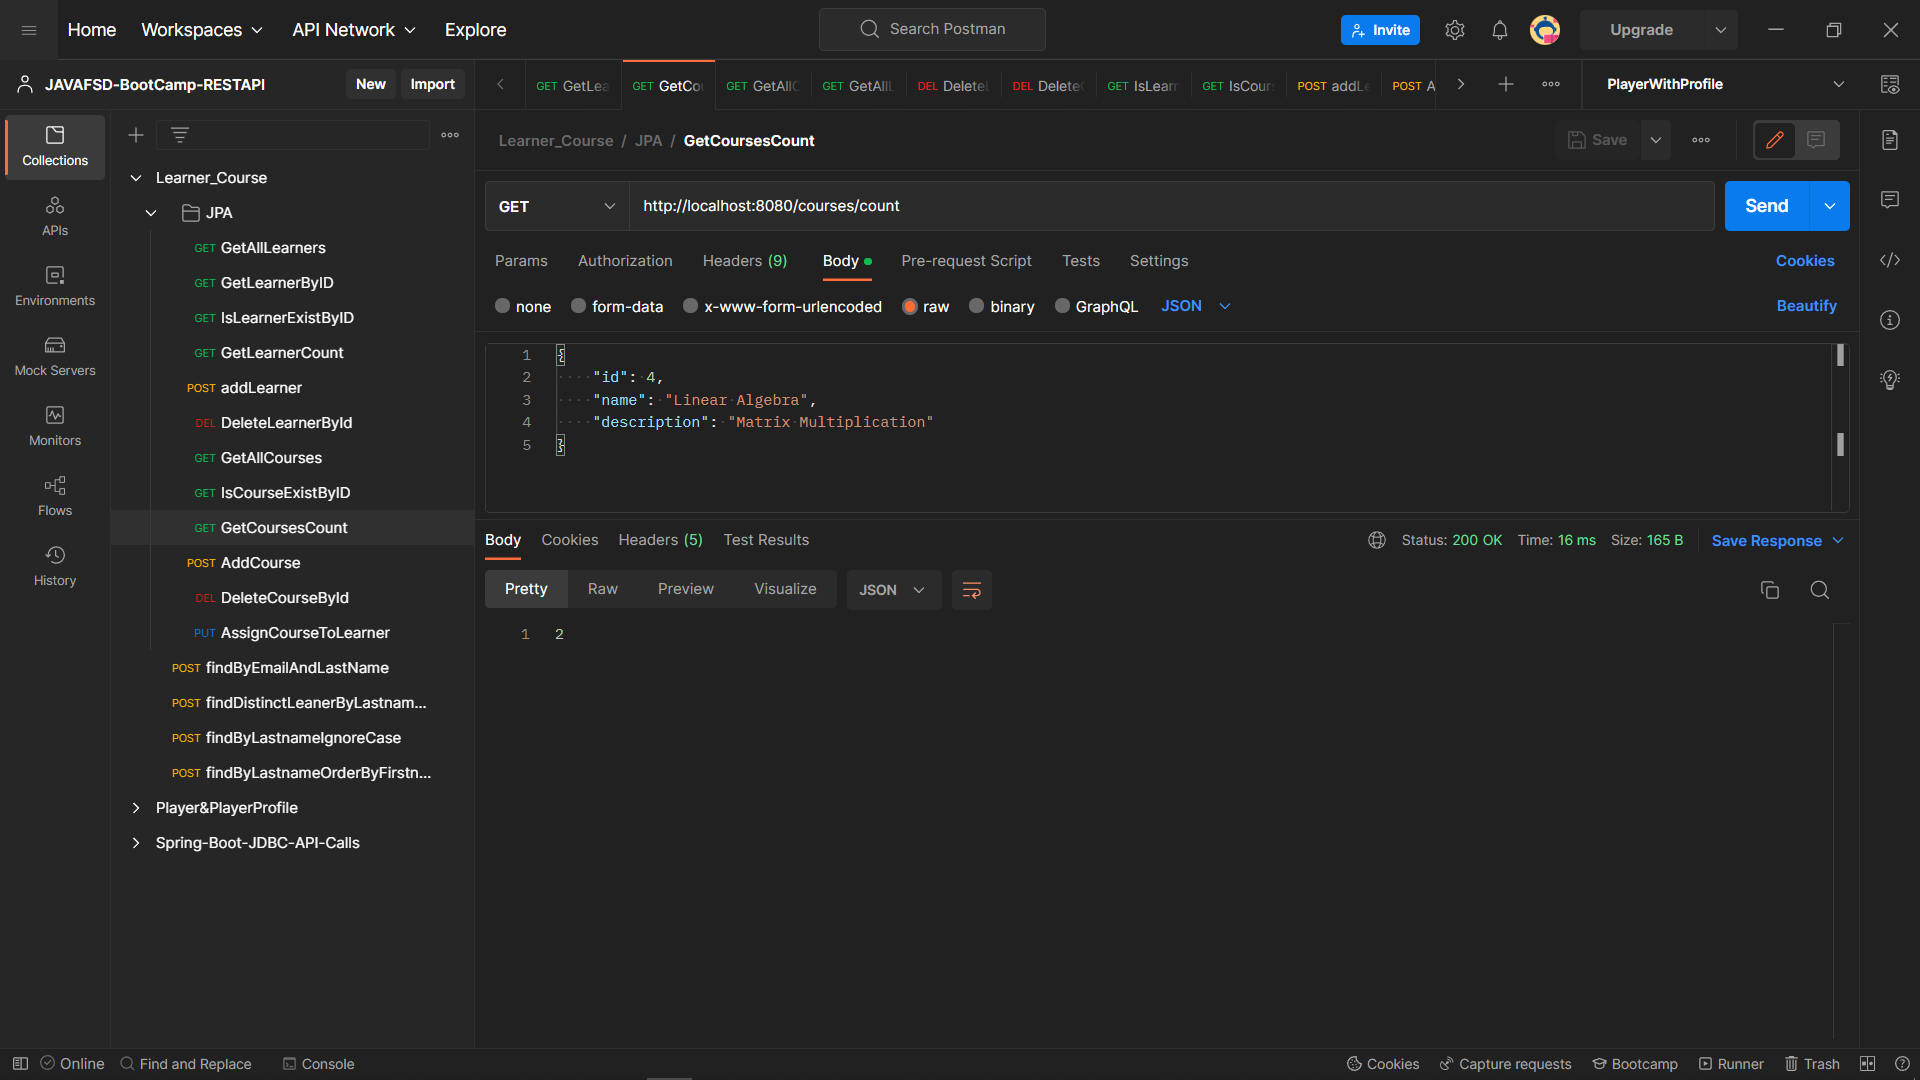 Home Workspaces API Network Explore Search Postman Invite Upgrade
JAVAFSD-BootCamp-RESTAPI New Import
GET GetLea GET GetCo GET GetAllC GET GetAllL DEL DeleteL DEL Delete GET IsLearn GET IsCour POST addLe POST A PlayerWithProfile
Collections
APIs
Environments
Mock Servers
Monitors
Flows
History
Learner_Course
JPA
GET GetAllLearners
GET GetLearnerByID
GET IsLearnerExistByID
GET GetLearnerCount
POST addLearner
DEL DeleteLearnerById
GET GetAllCourses
GET IsCourseExistByID
GET GetCoursesCount
POST AddCourse
DEL DeleteCourseById
PUT AssignCourseToLearner
POST findByEmailAndLastName
POST findDistinctLeanerByLastnam...
POST findByLastnameIgnoreCase
POST findByLastnameOrderByFirstn...
Player&PlayerProfile
Spring-Boot-JDBC-API-Calls
Learner_Course / JPA / GetCoursesCount Save
GET http://localhost:8080/courses/count Send
Params Authorization Headers (9) Body Pre-request Script Tests Settings Cookies
none form-data x-www-form-urlencoded raw binary GraphQL JSON Beautify
1 {
2 "id": 4,
3 "name": "Linear Algebra",
4 "description": "Matrix Multiplication"
5 }
Body Cookies Headers (5) Test Results Status: 200 OK Time: 16 ms Size: 165 B Save Response
Pretty Raw Preview Visualize JSON
1 2
Online Find and Replace Console Cookies Capture requests Bootcamp Runner Trash